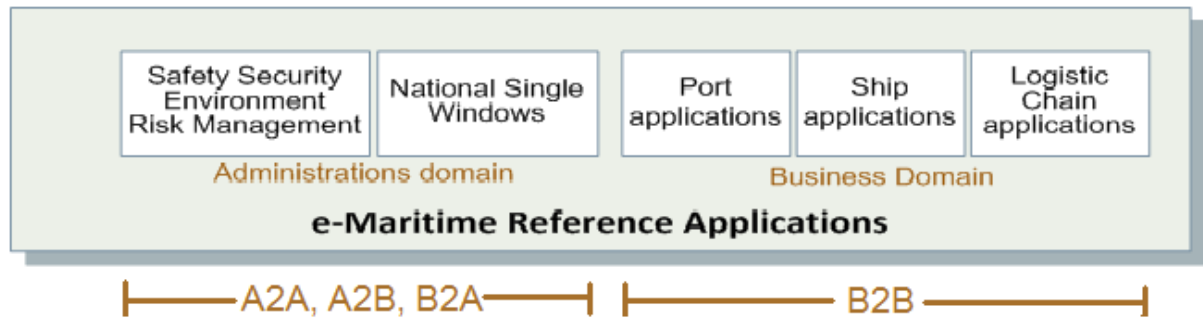 Safety Security
Environment
Risk Management
National Single
Windows
Port
applications
Ship
applications
Logistic
Chain
applications
Administrations domain
Business Domain
e-Maritime Reference Applications
A2A, A2B, B2A
B2B